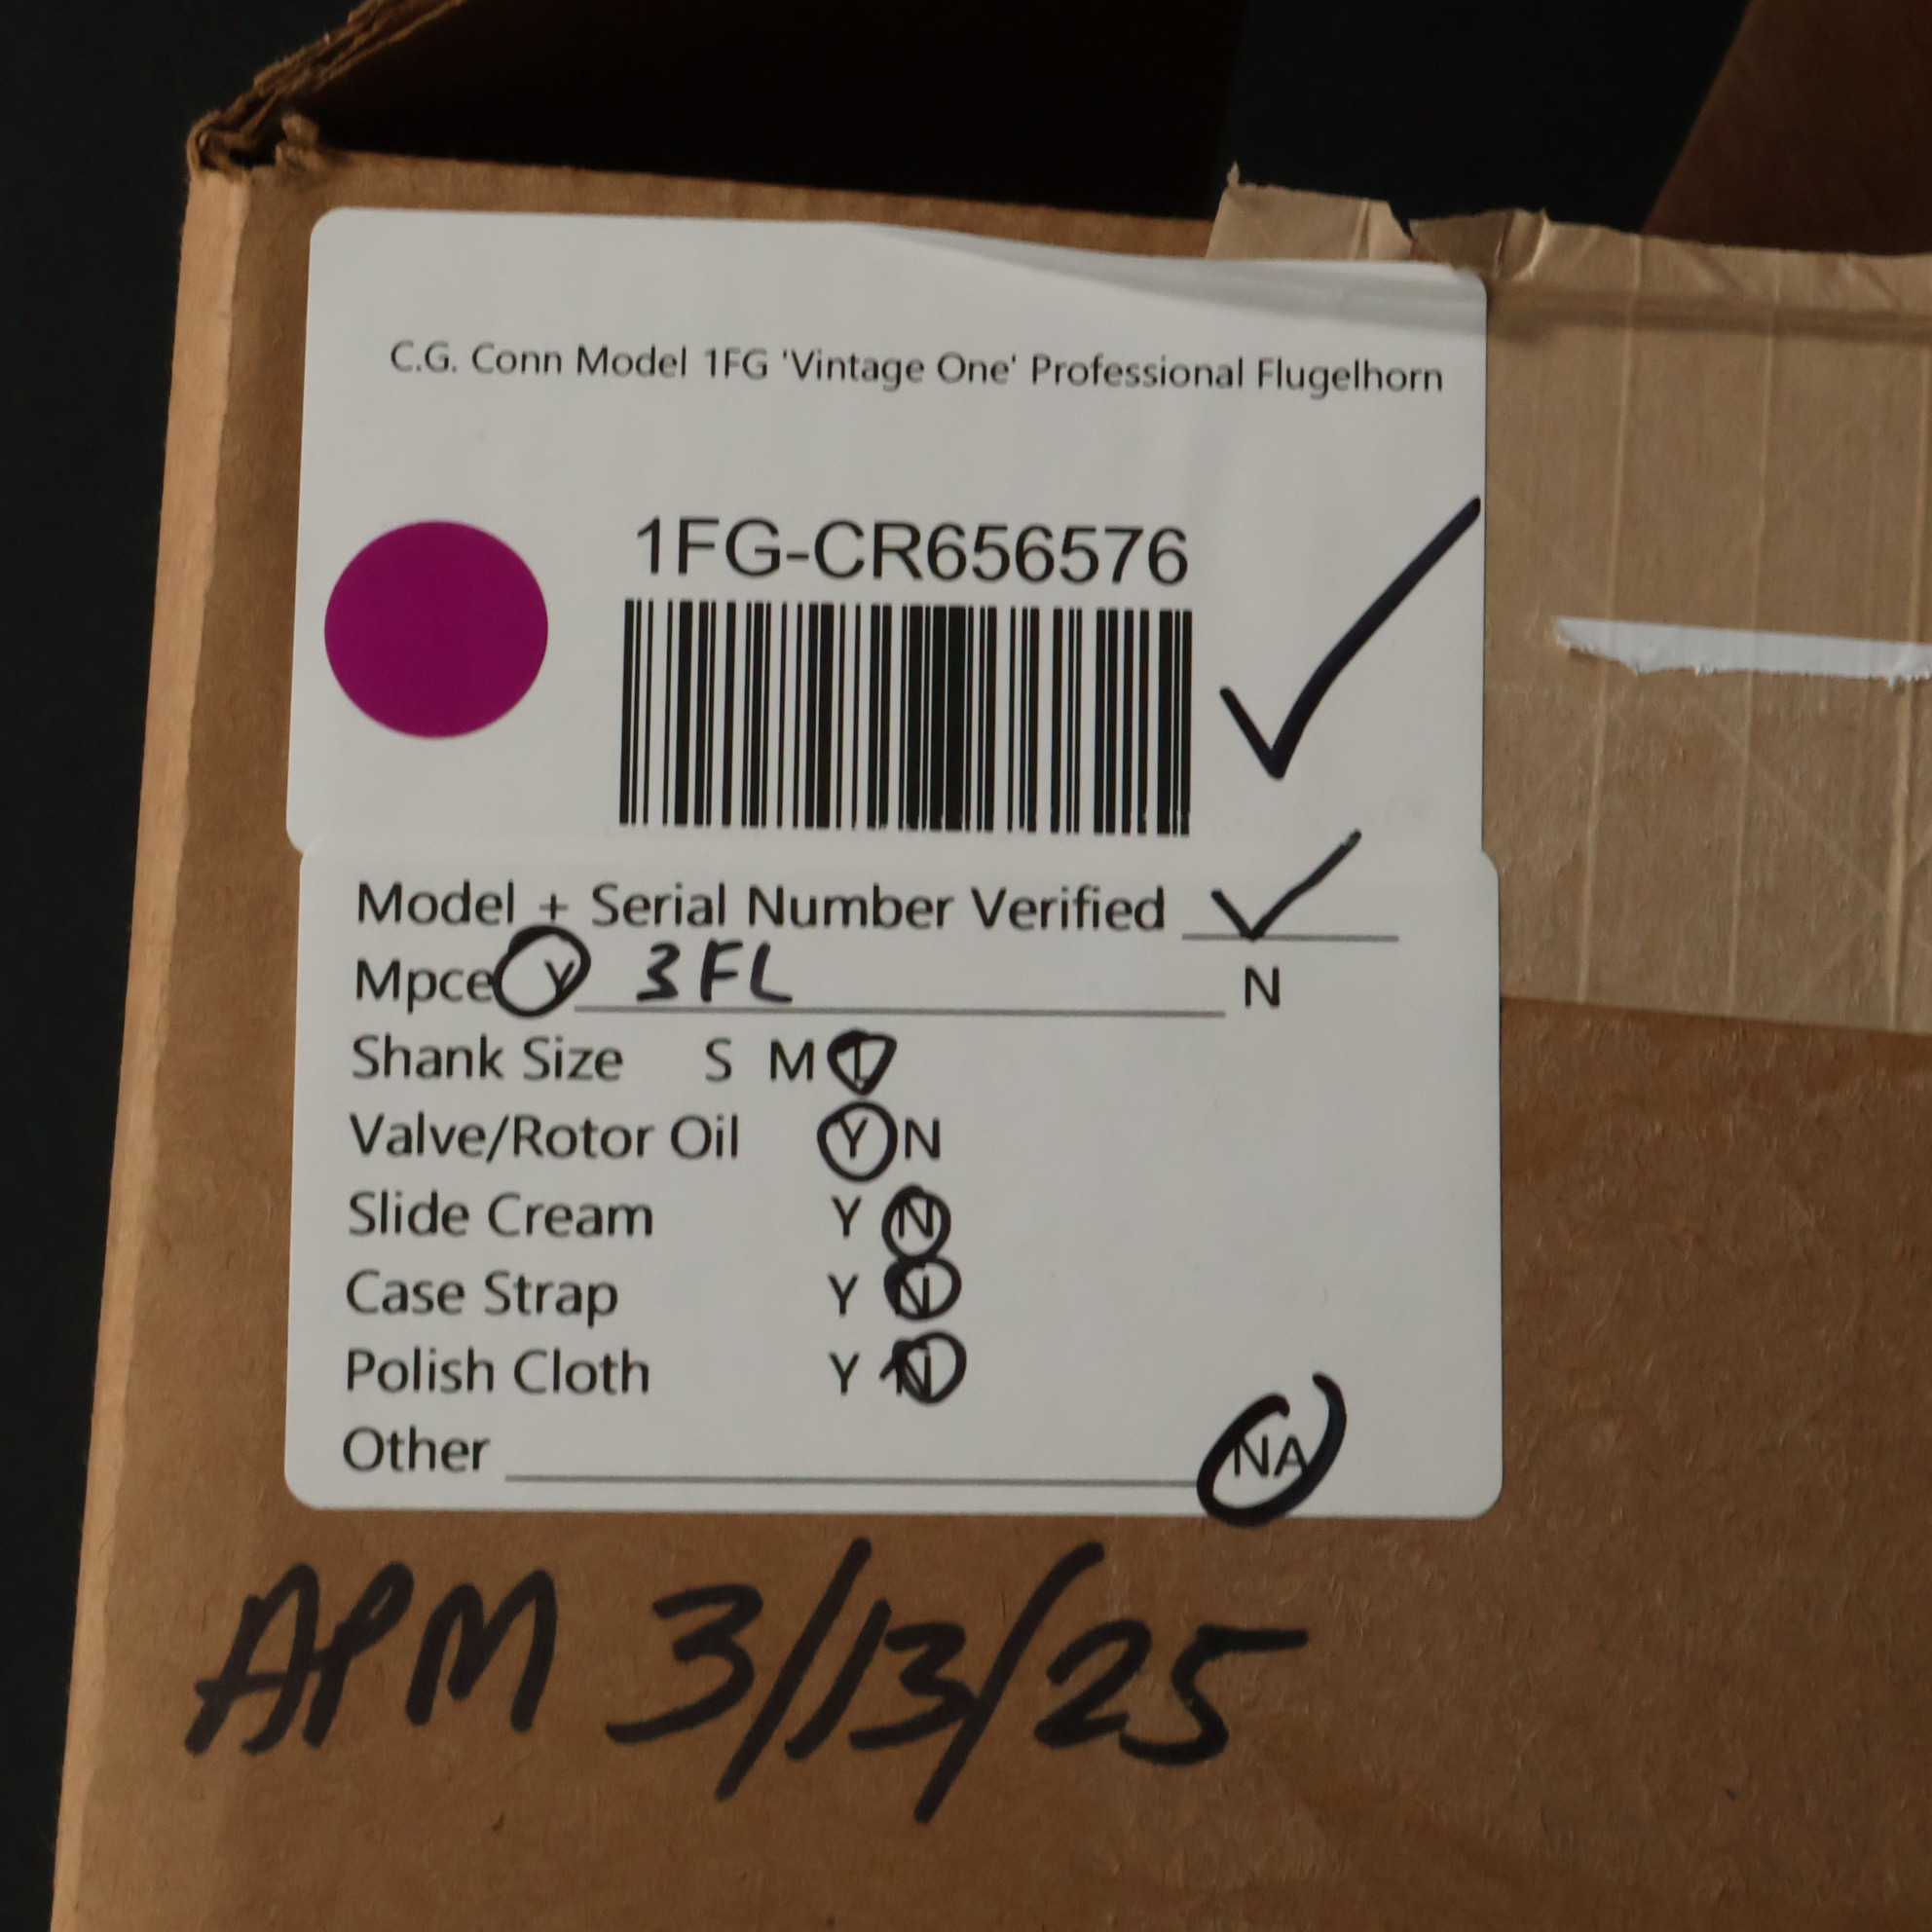 C.G. Conn Model 1FG 'Vintage One' Professional Flugelhorn
1FG-CR656576
Model + Serial Number Verified
Mpce Y 3FL N
Shank Size S M L
Valve/Rotor Oil Y N
Slide Cream Y N
Case Strap Y N
Polish Cloth Y N
Other NA
APM 3/13/25